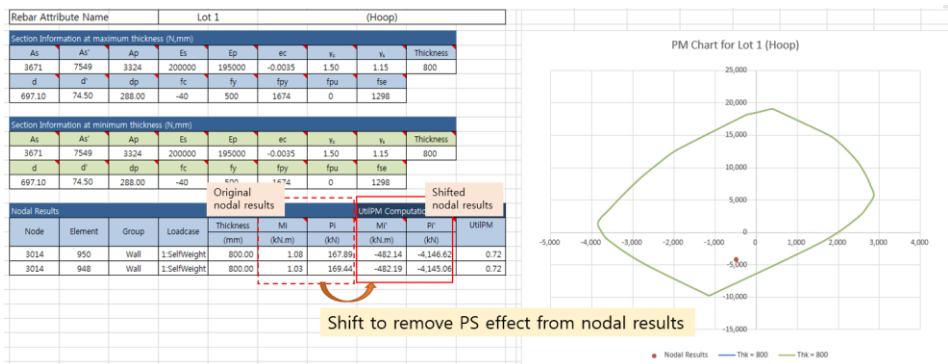 Rebar Attribute Name Lot 1 (Hoop)
Section Information at maximum thickness (N,mm)
As As' Ap Es Ep ec γc γs Thickness
3671 7549 3324 200000 195000 -0.0035 1.50 1.15 800
d d' dp fc fy fpy fpu fse
697.10 74.50 288.00 -40 500 1674 0 1298
Section Information at minimum thickness (N,mm)
As As' Ap Es Ep ec γc γs Thickness
3671 7549 3324 200000 195000 -0.0035 1.50 1.15 800
d d' dp fc fy fpy fpu fse
697.10 74.50 288.00 -40 500 1674 0 1298
Original
nodal results
Shifted
nodal results
Nodal Results UtilPM Computatio
Node Element Group Loadcase Thickness Mi Pi Mi' Pi' UtilPM
(mm) (kN.m) (kN) (kN.m) (kN)
3014 950 Wall 1:SelfWeight 800.00 1.08 167.89 -482.14 -4,146.62 0.72
3014 948 Wall 1:SelfWeight 800.00 1.03 169.44 -482.19 -4,145.06 0.72
Shift to remove PS effect from nodal results
PM Chart for Lot 1 (Hoop)
25,000
20,000
15,000
10,000
5,000
0
-5,000 -4,000 -3,000 -2,000 -1,000 0 1,000 2,000 3,000 4,000
-5,000
-10,000
-15,000
Nodal Results Thk = 800 Thk = 800